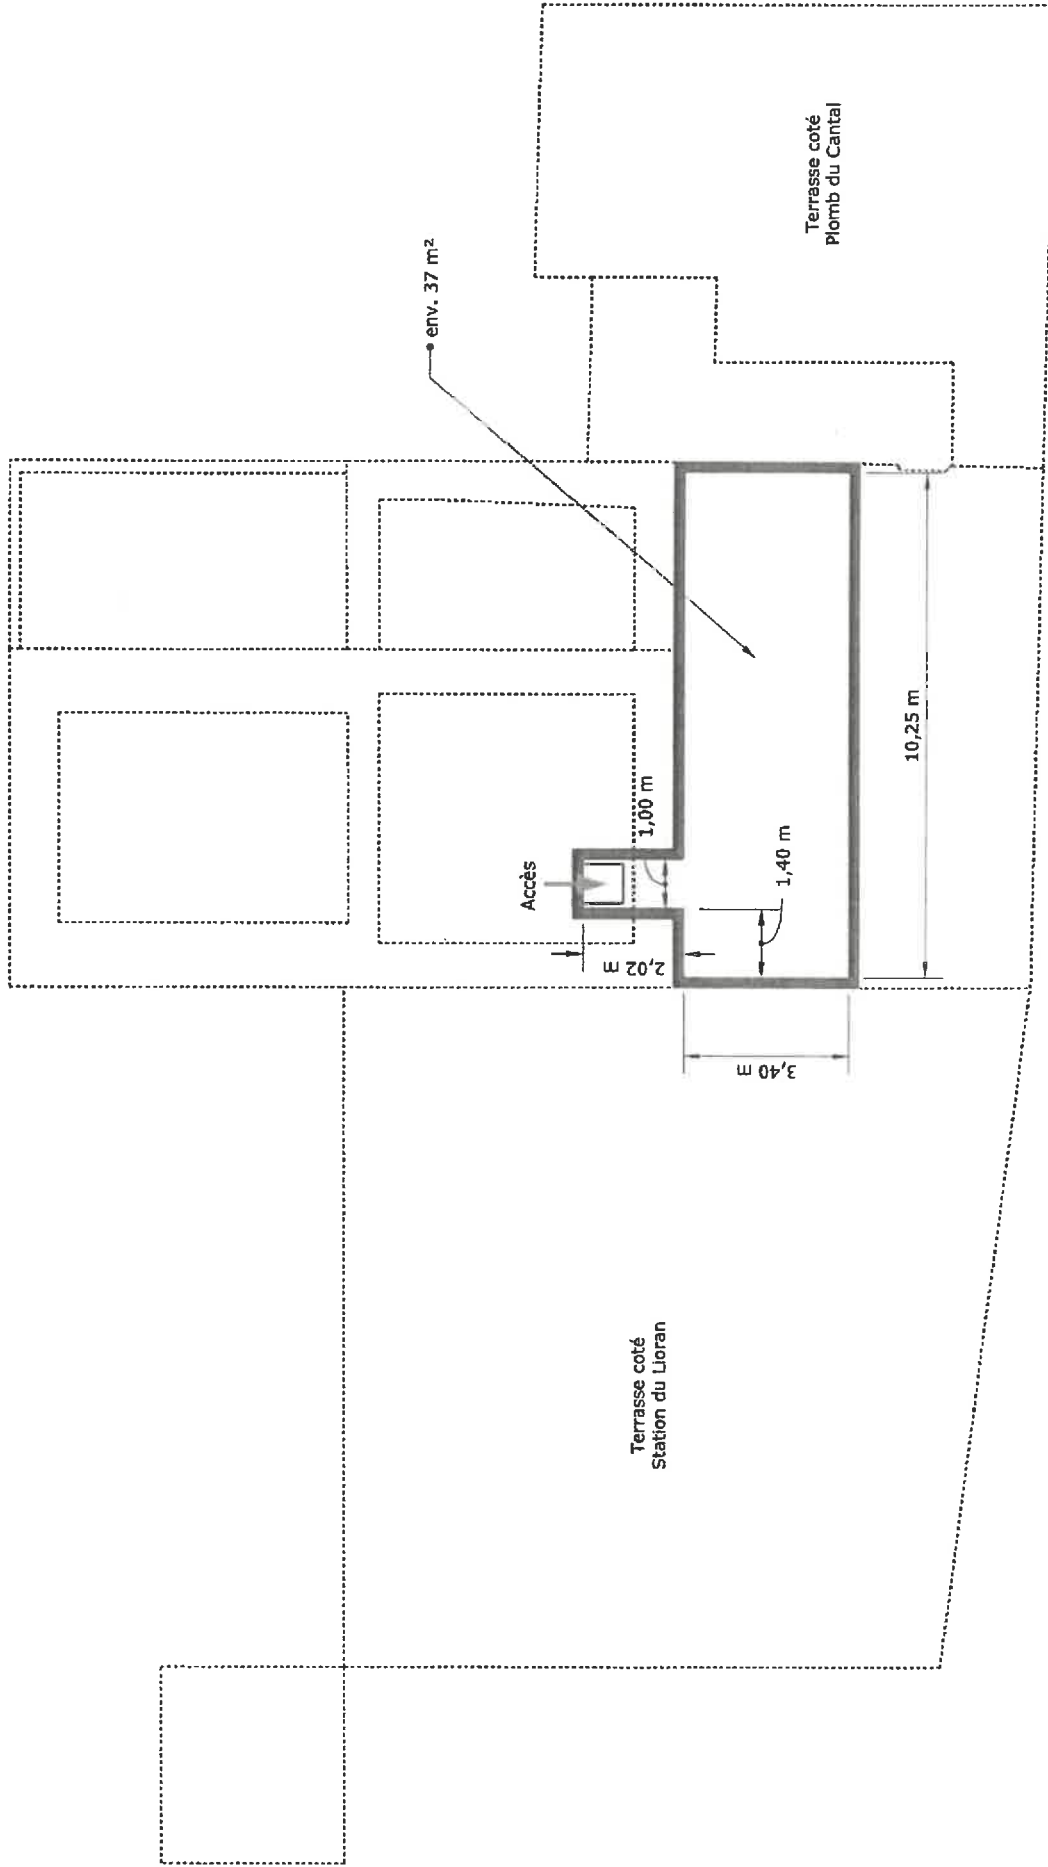 Terrasse coté
Plomb du Cantal
env. 37 m²
Accès
1,00 m
2,02 m
1,40 m
10,25 m
3,40 m
Terrasse coté
Station du Lioran